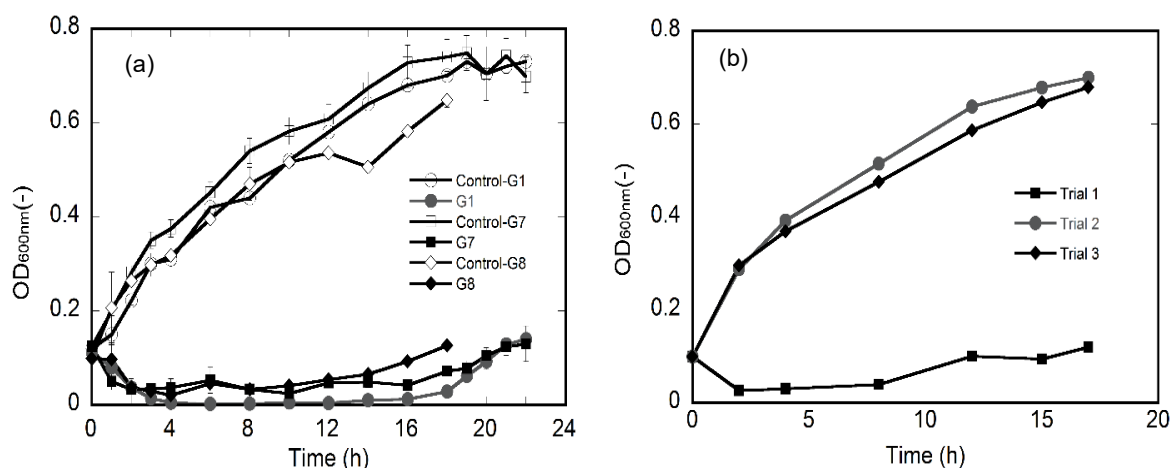 (a)
OD600nm(-)
0.8
0.6
0.4
0.2
0
Control-G1
G1
Control-G7
G7
Control-G8
G8
0 4 8 12 16 20 24
Time (h)
(b)
OD600nm(-)
0.8
0.6
0.4
0.2
0
Trial 1
Trial 2
Trial 3
0 5 10 15 20
Time (h)